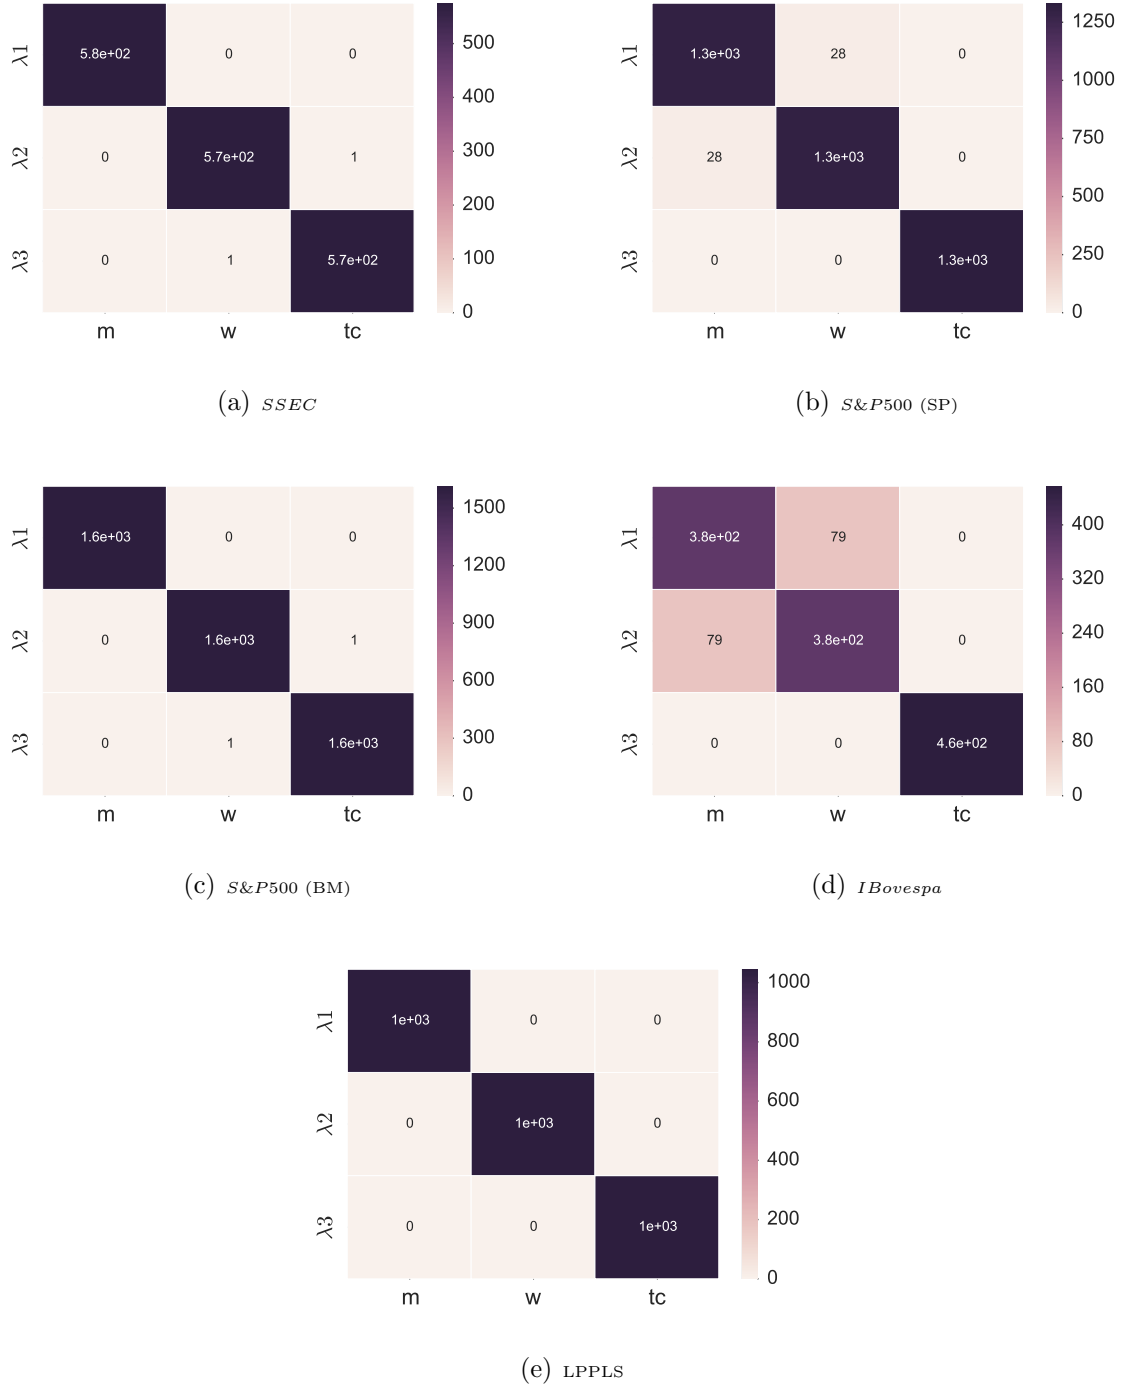 λ1 5.8e+02 0 0
λ2 0 5.7e+02 1
λ3 0 1 5.7e+02
m w tc
500
400
300
200
100
0
(a) SSEC
λ1 1.3e+03 28 0
λ2 28 1.3e+03 0
λ3 0 0 1.3e+03
m w tc
1250
1000
750
500
250
0
(b) S&P500 (SP)
λ1 1.6e+03 0 0
λ2 0 1.6e+03 1
λ3 0 1 1.6e+03
m w tc
1500
1200
900
600
300
0
(c) S&P500 (BM)
λ1 3.8e+02 79 0
λ2 79 3.8e+02 0
λ3 0 0 4.6e+02
m w tc
400
320
240
160
80
0
(d) IBovespa
λ1 1e+03 0 0
λ2 0 1e+03 0
λ3 0 0 1e+03
m w tc
1000
800
600
400
200
0
(e) LPPLS